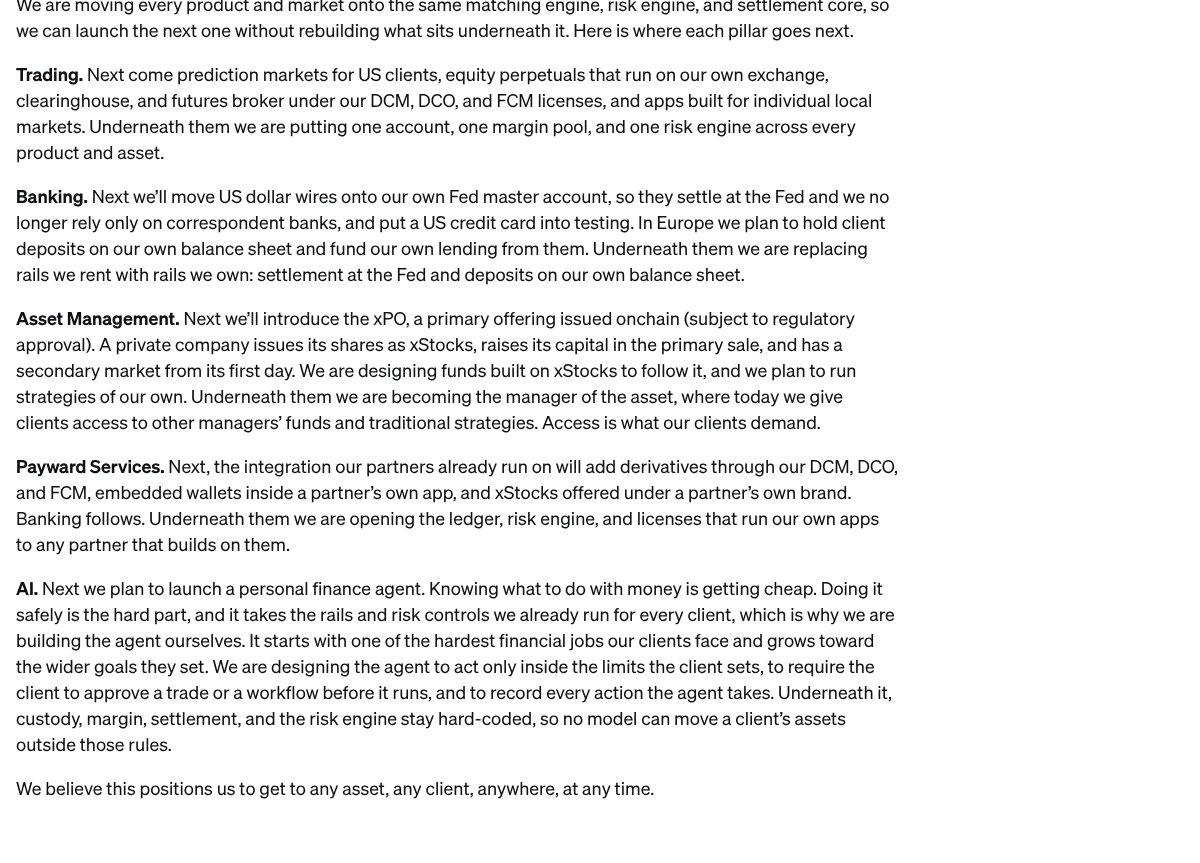 We are moving every product and market onto the same matching engine, risk engine, and settlement core, so
we can launch the next one without rebuilding what sits underneath it. Here is where each pillar goes next.
Trading. Next come prediction markets for US clients, equity perpetuals that run on our own exchange,
clearinghouse, and futures broker under our DCM, DCO, and FCM licenses, and apps built for individual local
markets. Underneath them we are putting one account, one margin pool, and one risk engine across every
product and asset.
Banking. Next we’ll move US dollar wires onto our own Fed master account, so they settle at the Fed and we no
longer rely only on correspondent banks, and put a US credit card into testing. In Europe we plan to hold client
deposits on our own balance sheet and fund our own lending from them. Underneath them we are replacing
rails we rent with rails we own: settlement at the Fed and deposits on our own balance sheet.
Asset Management. Next we’ll introduce the xPO, a primary offering issued onchain (subject to regulatory
approval). A private company issues its shares as xStocks, raises its capital in the primary sale, and has a
secondary market from its first day. We are designing funds built on xStocks to follow it, and we plan to run
strategies of our own. Underneath them we are becoming the manager of the asset, where today we give
clients access to other managers’ funds and traditional strategies. Access is what our clients demand.
Payward Services. Next, the integration our partners already run on will add derivatives through our DCM, DCO,
and FCM, embedded wallets inside a partner’s own app, and xStocks offered under a partner’s own brand.
Banking follows. Underneath them we are opening the ledger, risk engine, and licenses that run our own apps
to any partner that builds on them.
AI. Next we plan to launch a personal finance agent. Knowing what to do with money is getting cheap. Doing it
safely is the hard part, and it takes the rails and risk controls we already run for every client, which is why we are
building the agent ourselves. It starts with one of the hardest financial jobs our clients face and grows toward
the wider goals they set. We are designing the agent to act only inside the limits the client sets, to require the
client to approve a trade or a workflow before it runs, and to record every action the agent takes. Underneath it,
custody, margin, settlement, and the risk engine stay hard-coded, so no model can move a client’s assets
outside those rules.
We believe this positions us to get to any asset, any client, anywhere, at any time.